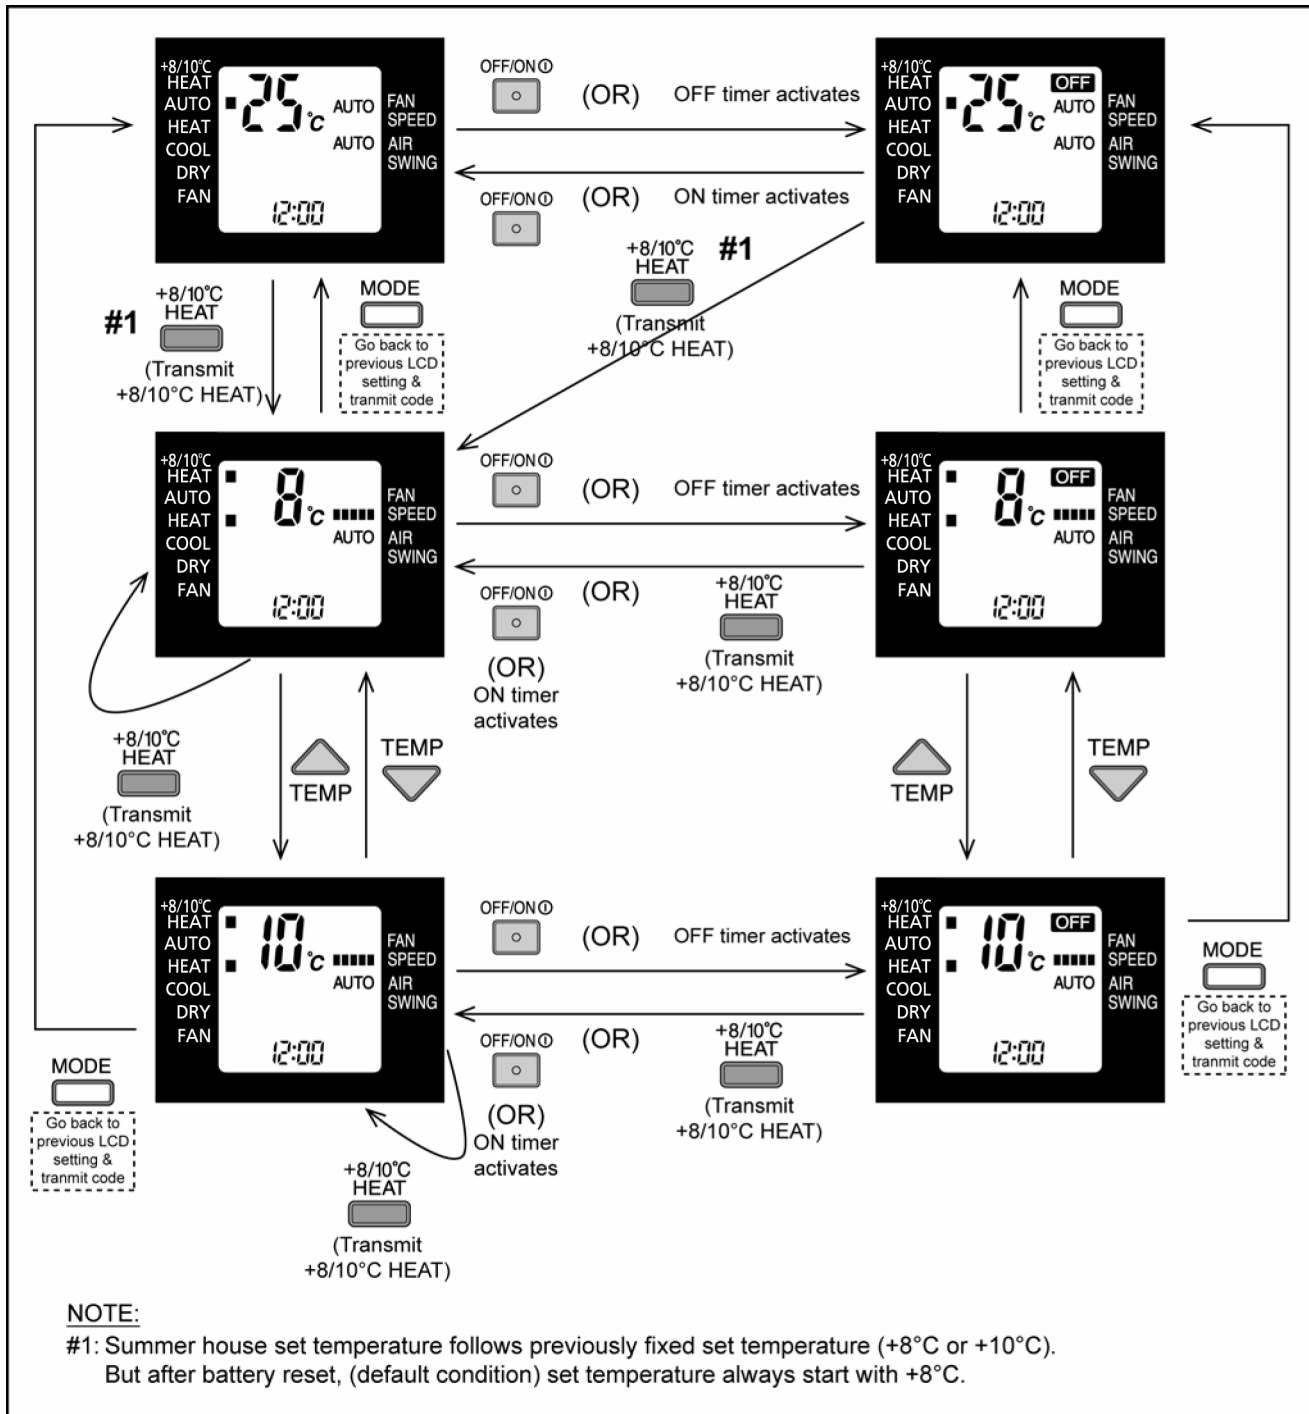 +8/10°C
HEAT
AUTO
HEAT
COOL
DRY
FAN
25°C
AUTO
AUTO
12:00
FAN
SPEED
AIR
SWING
OFF/ON
(OR) OFF timer activates
OFF/ON
(OR) ON timer activates
+8/10°C
HEAT
AUTO
HEAT
COOL
DRY
FAN
25°C
OFF
AUTO
AUTO
12:00
FAN
SPEED
AIR
SWING
#1
+8/10°C
HEAT
(Transmit
+8/10°C HEAT)
MODE
Go back to
previous LCD
setting &
tranmit code
+8/10°C
HEAT
#1
(Transmit
+8/10°C HEAT)
MODE
Go back to
previous LCD
setting &
tranmit code
+8/10°C
HEAT
AUTO
HEAT
COOL
DRY
FAN
8°C
AUTO
12:00
FAN
SPEED
AIR
SWING
OFF/ON
(OR) OFF timer activates
OFF/ON
(OR)
(OR)
ON timer
activates
+8/10°C
HEAT
(Transmit
+8/10°C HEAT)
+8/10°C
HEAT
AUTO
HEAT
COOL
DRY
FAN
8°C
OFF
AUTO
12:00
FAN
SPEED
AIR
SWING
+8/10°C
HEAT
(Transmit
+8/10°C HEAT)
TEMP
TEMP
TEMP
TEMP
+8/10°C
HEAT
AUTO
HEAT
COOL
DRY
FAN
10°C
AUTO
12:00
FAN
SPEED
AIR
SWING
OFF/ON
(OR) OFF timer activates
OFF/ON
(OR)
(OR)
ON timer
activates
+8/10°C
HEAT
(Transmit
+8/10°C HEAT)
+8/10°C
HEAT
AUTO
HEAT
COOL
DRY
FAN
10°C
OFF
AUTO
12:00
FAN
SPEED
AIR
SWING
MODE
Go back to
previous LCD
setting &
tranmit code
MODE
Go back to
previous LCD
setting &
tranmit code
+8/10°C
HEAT
(Transmit
+8/10°C HEAT)
NOTE:
#1: Summer house set temperature follows previously fixed set temperature (+8°C or +10°C).
But after battery reset, (default condition) set temperature always start with +8°C.